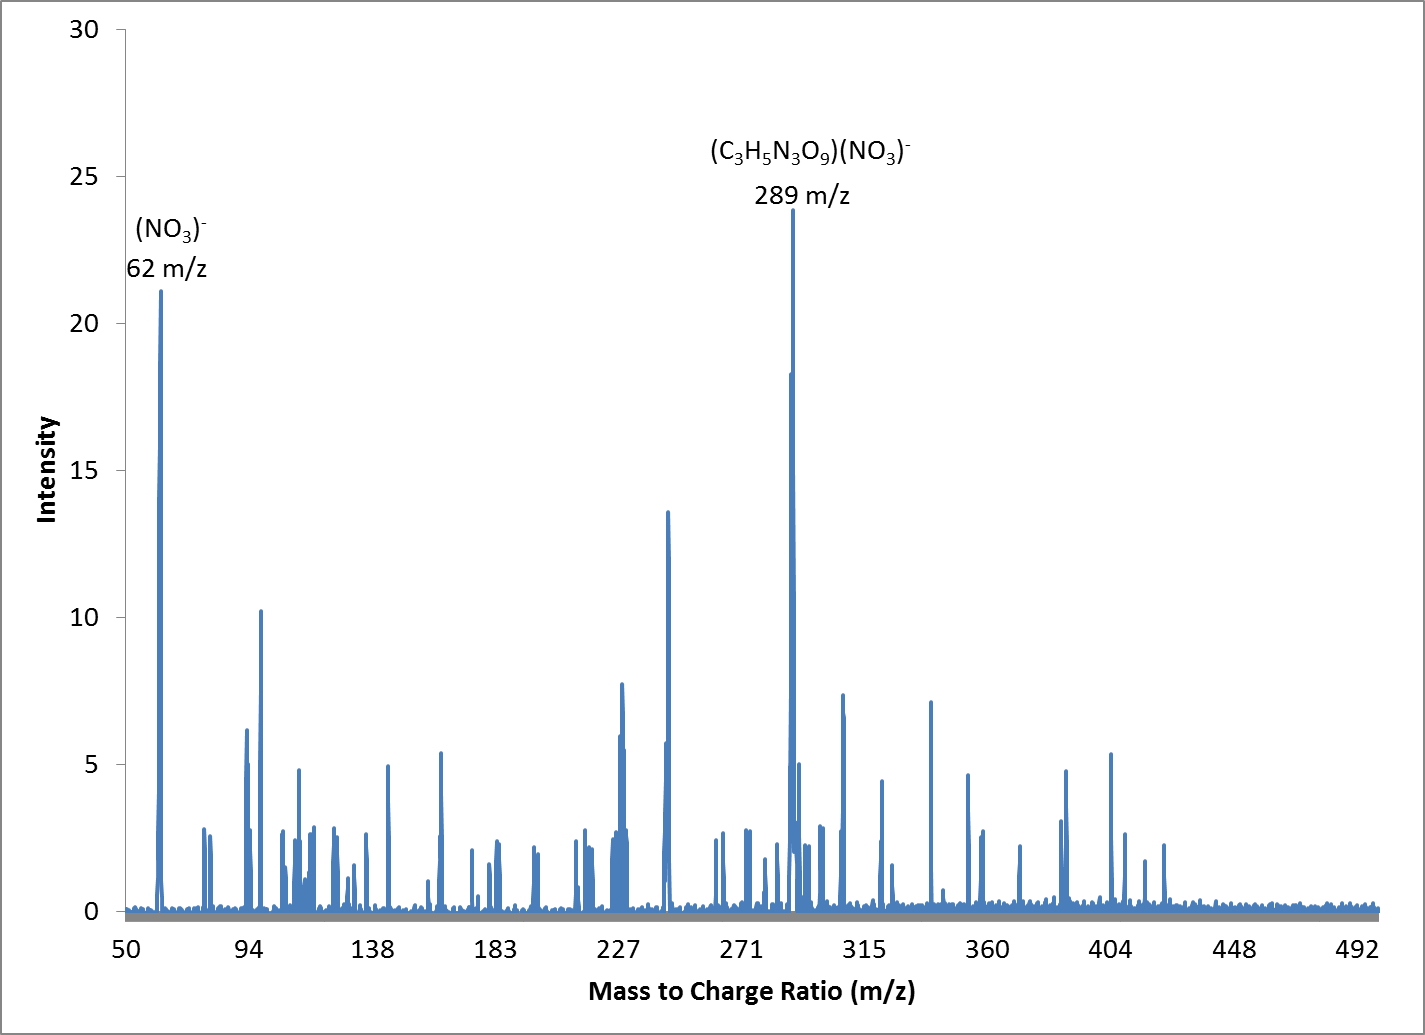 30
(C₃H₅N₃O₉)(NO₃)⁻
25
289 m/z
(NO₃)⁻
62 m/z
20
15
Intensity
10
5
0
50 94 138 183 227 271 315 360 404 448 492
Mass to Charge Ratio (m/z)